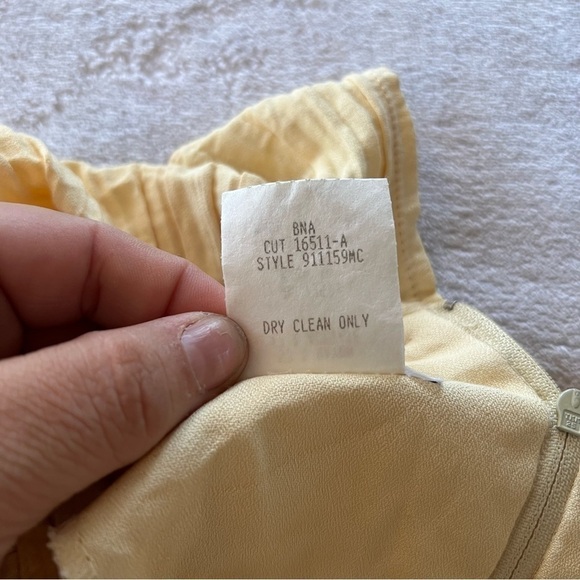 BNA
CUT 16511-A
STYLE 911159MC
DRY CLEAN ONLY